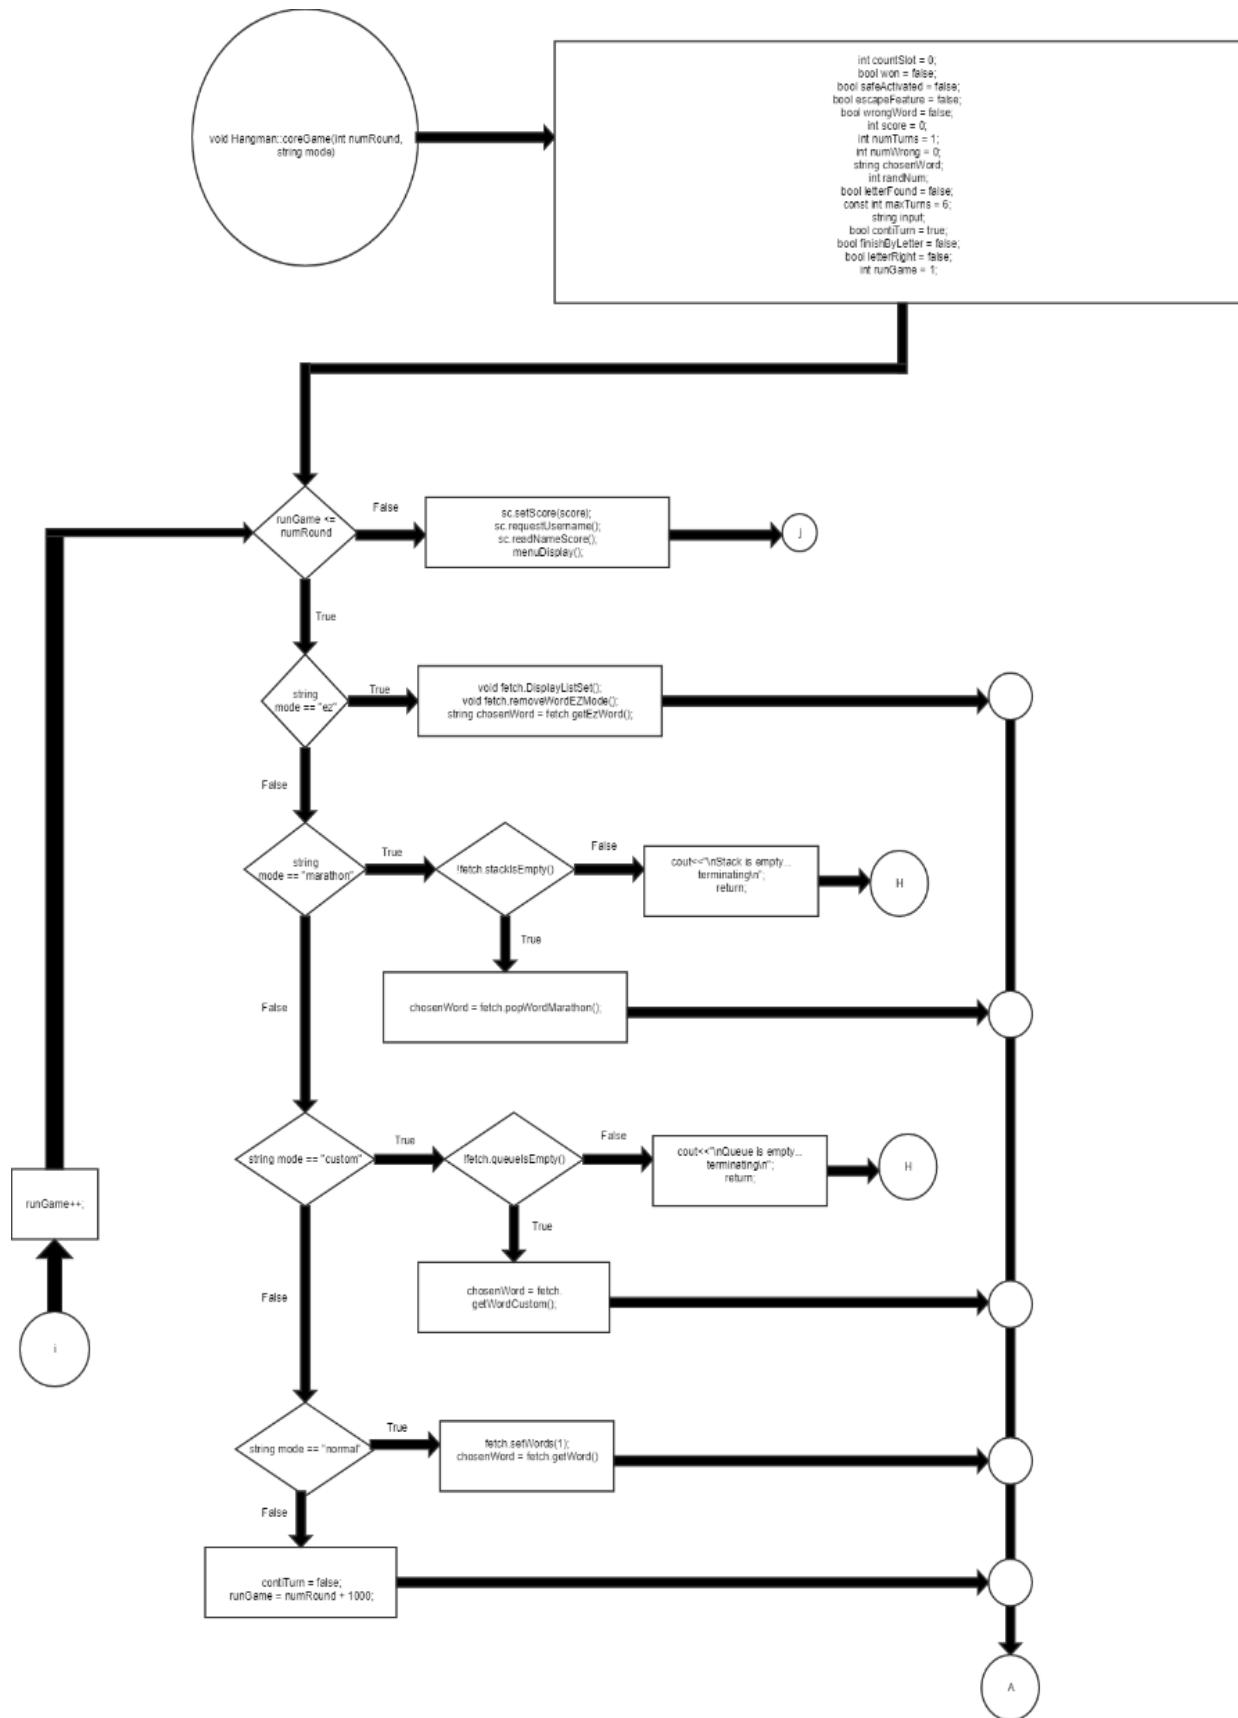 void Hangman::coreGame(int numRound,
string mode)
int countSlot = 0;
bool won = false;
bool safeActivated = false;
bool escapeFeature = false;
bool wrongWord = false;
int score = 0;
int numTurns = 1;
int numWrong = 0;
string chosenWord;
int randNum;
bool letterFound = false;
const int maxTurns = 6;
string input;
bool contiTurn = true;
bool finishByLetter = false;
bool letterRight = false;
int runGame = 1;
runGame <=
numRound
False
sc.setScore(score);
sc.requestUsername();
sc.readNameScore();
menuDisplay();
j
True
string
mode == "ez"
True
void fetch.DisplayListSet();
void fetch.removeWordEZMode();
string chosenWord = fetch.getEzWord();
False
string
mode == "marathon"
True
!fetch.stackIsEmpty()
False
cout<<"\nStack is empty...
terminating\n";
return;
H
True
chosenWord = fetch.popWordMarathon();
False
string mode == "custom"
True
!fetch.queueIsEmpty()
False
cout<<"\nQueue is empty...
terminating\n";
return;
H
True
chosenWord = fetch.
getWordCustom();
runGame++;
i
False
string mode == "normal"
True
fetch.setWords(1);
chosenWord = fetch.getWord()
False
contiTurn = false;
runGame = numRound + 1000;
A